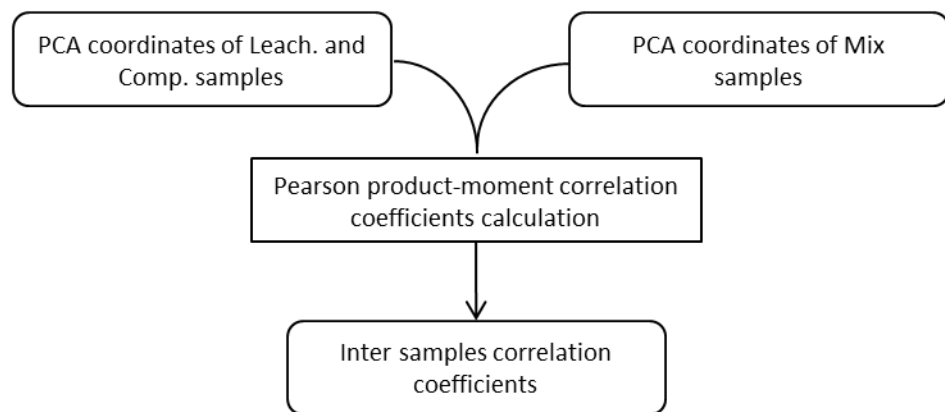 PCA coordinates of Leach. and
Comp. samples
PCA coordinates of Mix
samples
Pearson product-moment correlation
coefficients calculation
Inter samples correlation
coefficients